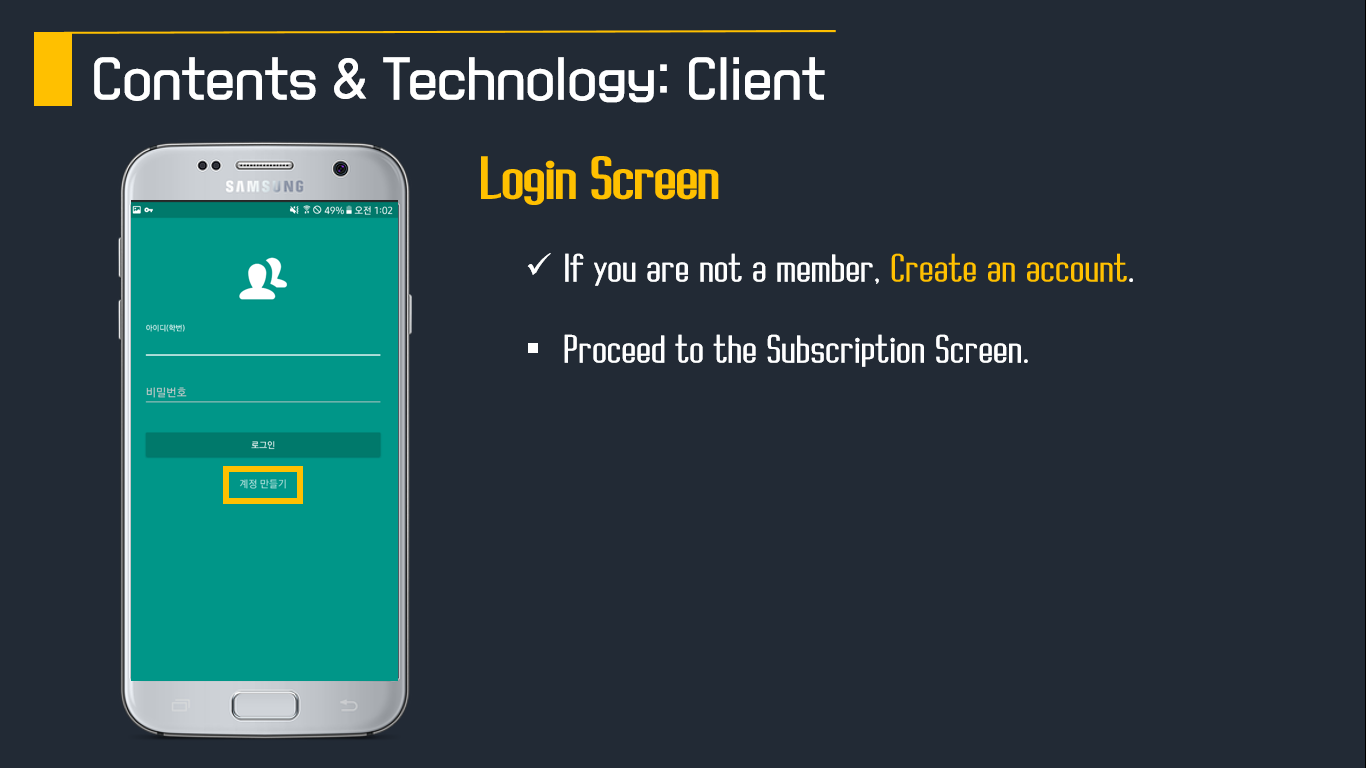 Contents & Technology: Client
SAMSUNG
49% 오전 1:02
아이디(학번)
비밀번호
로그인
계정 만들기
Login Screen
✓ If you are not a member, Create an account.
▪ Proceed to the Subscription Screen.